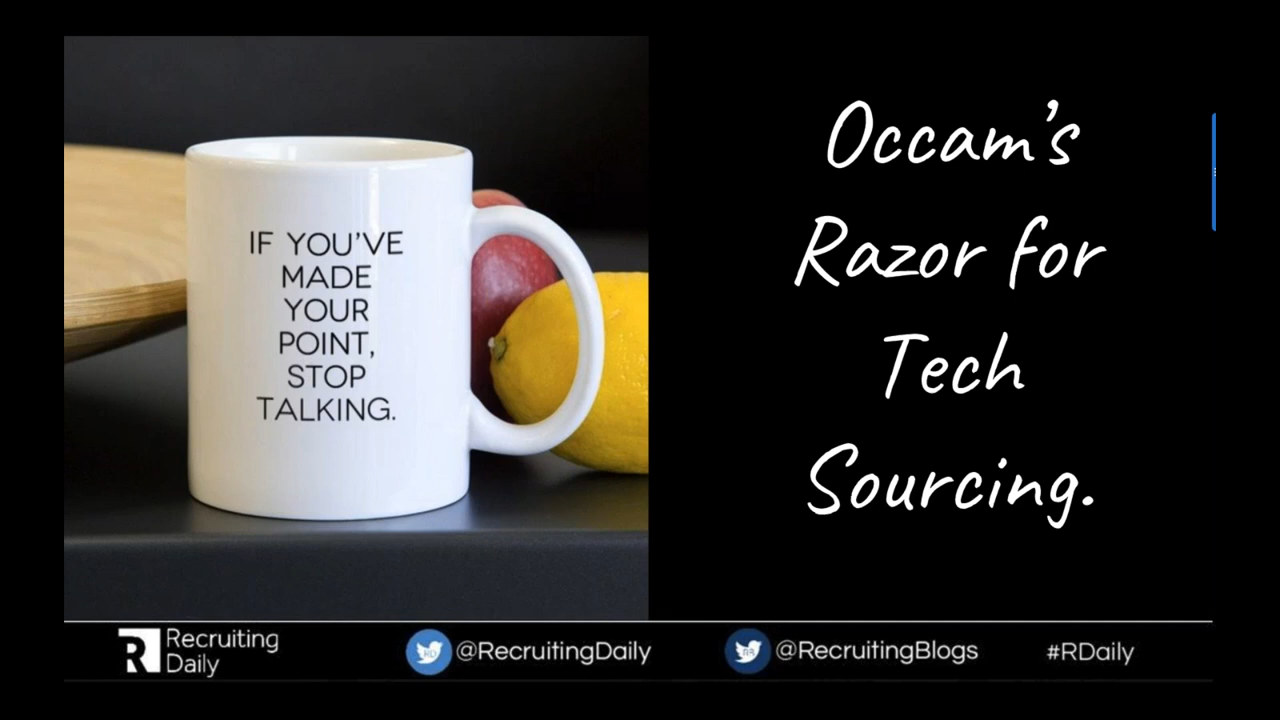 IF YOU'VE
MADE
YOUR
POINT,
STOP
TALKING.
Occam's
Razor for
Tech
Sourcing.
Recruiting
Daily
@RecruitingDaily
@RecruitingBlogs
#RDaily